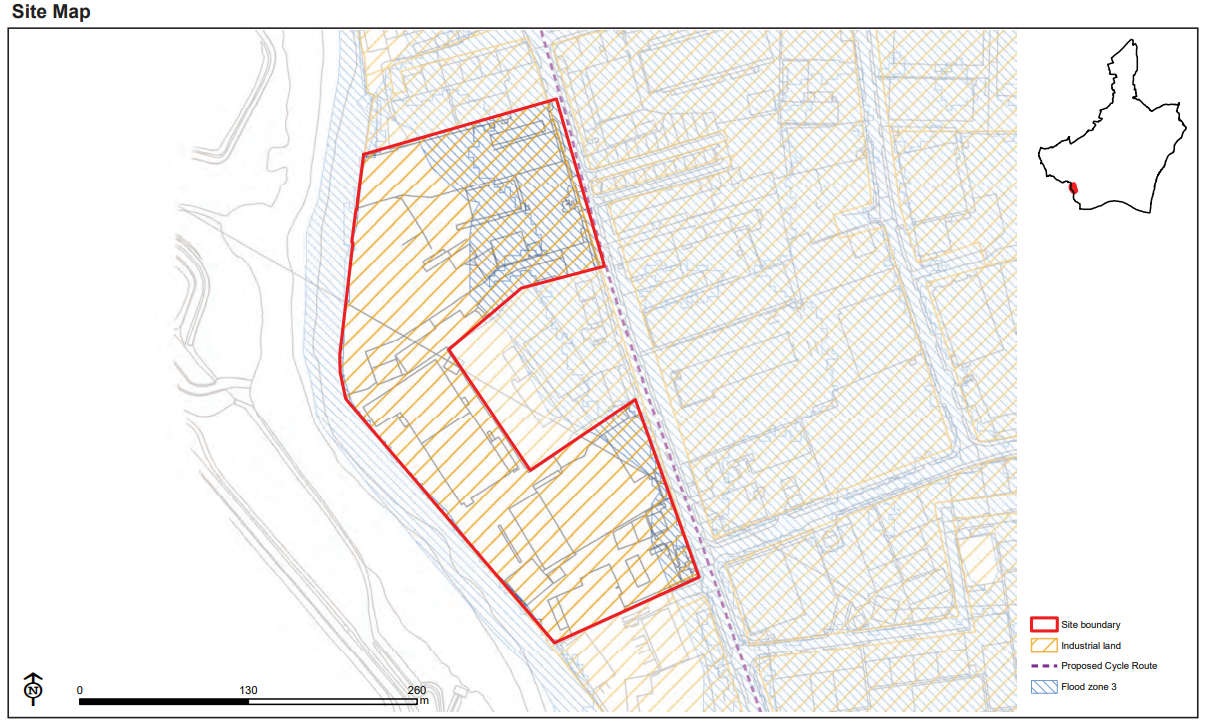 Site Map
Site boundary
Industrial land
Proposed Cycle Route
Flood zone 3
N
0 130 260
m